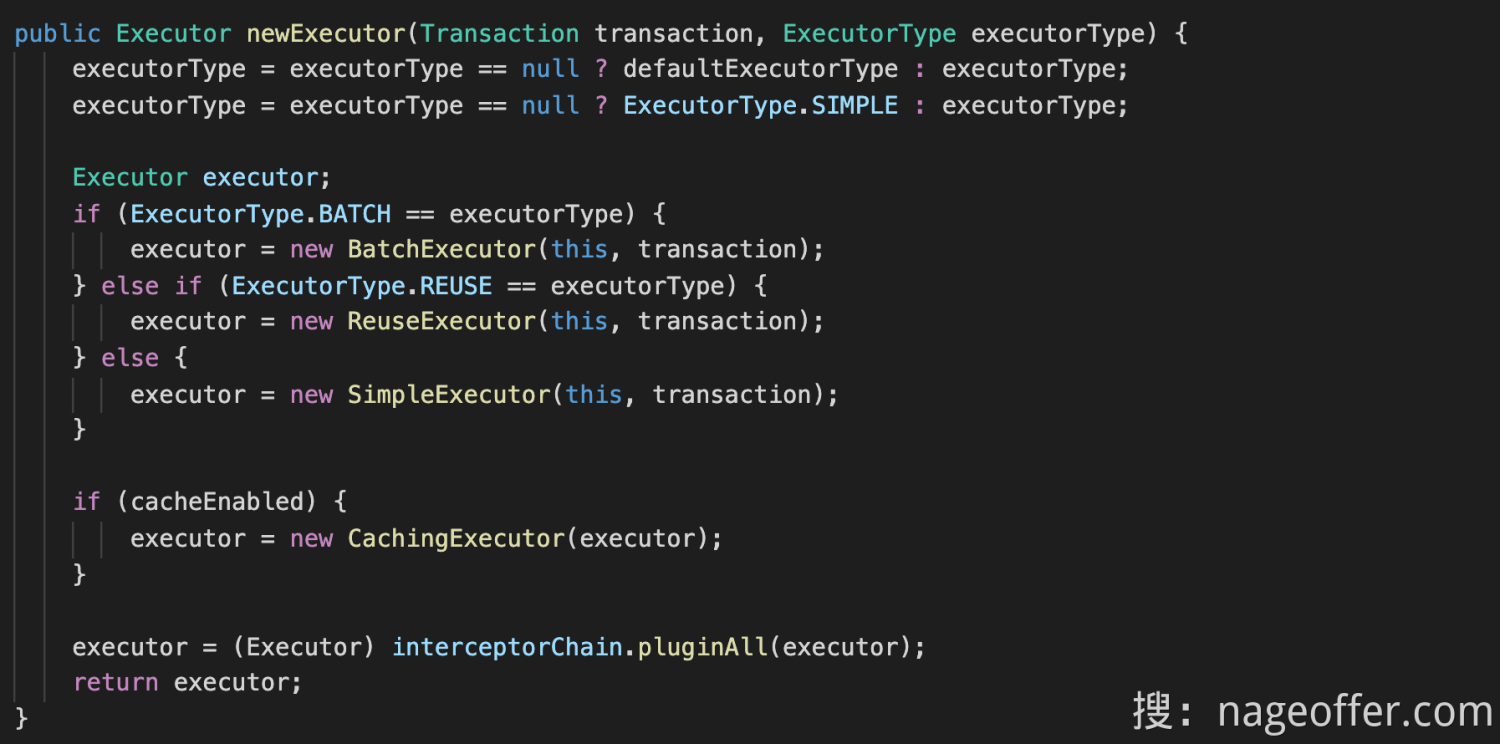 public Executor newExecutor(Transaction transaction, ExecutorType executorType) {
    executorType = executorType == null ? defaultExecutorType : executorType;
    executorType = executorType == null ? ExecutorType.SIMPLE : executorType;

    Executor executor;
    if (ExecutorType.BATCH == executorType) {
        executor = new BatchExecutor(this, transaction);
    } else if (ExecutorType.REUSE == executorType) {
        executor = new ReuseExecutor(this, transaction);
    } else {
        executor = new SimpleExecutor(this, transaction);
    }

    if (cacheEnabled) {
        executor = new CachingExecutor(executor);
    }

    executor = (Executor) interceptorChain.pluginAll(executor);
    return executor;
}
搜：nageoffer.com